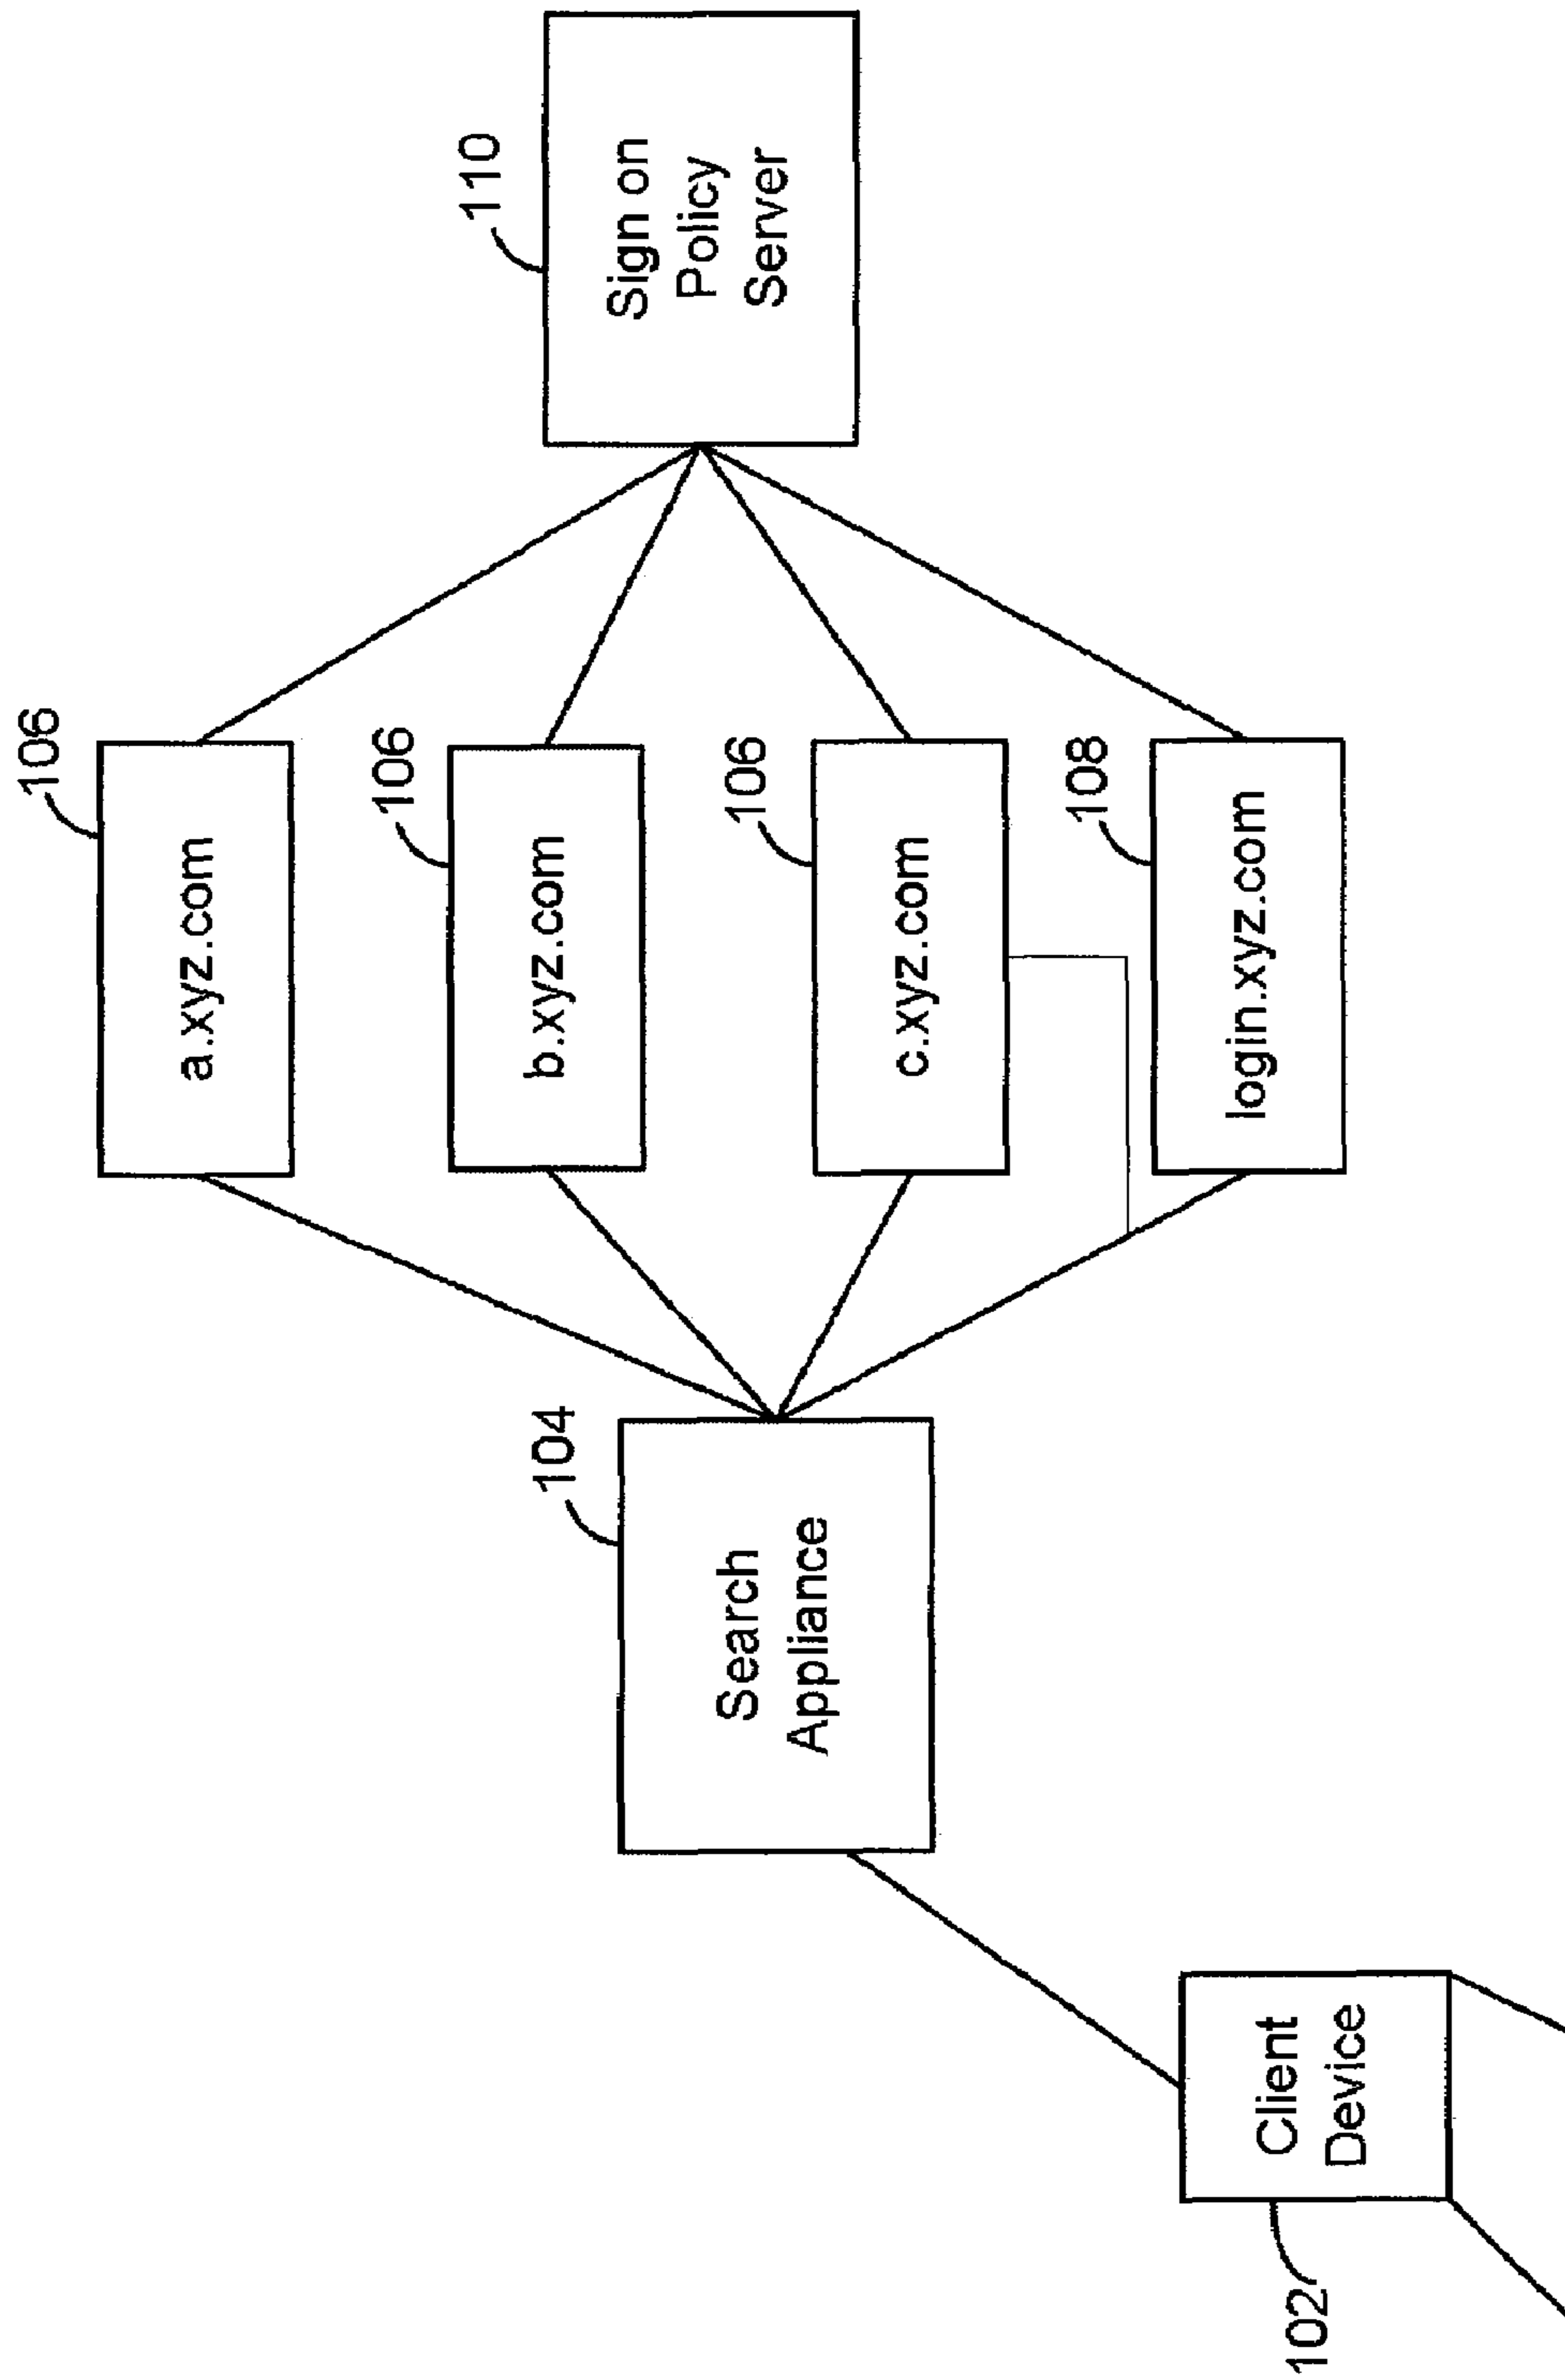 106
a.xyz.com
106
b.xyz.com
110
Sign on
Policy
Server
104
Search
Appliance
106
c.xyz.com
108
login.xyz.com
102
Client
Device